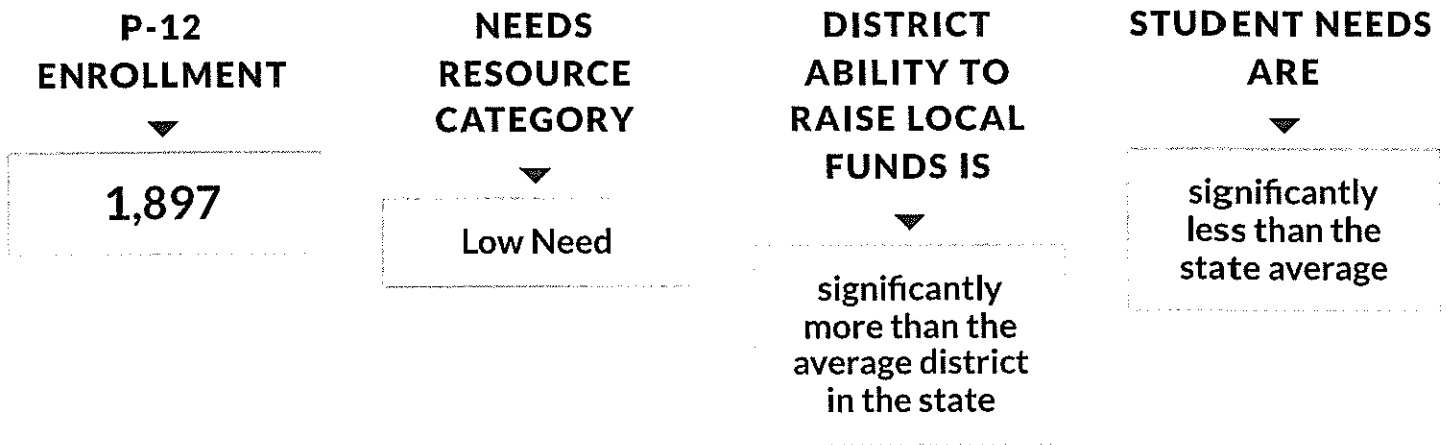 P-12
ENROLLMENT
1,897
NEEDS
RESOURCE
CATEGORY
Low Need
DISTRICT
ABILITY TO
RAISE LOCAL
FUNDS IS
significantly
more than the
average district
in the state
STUDENT NEEDS
ARE
significantly
less than the
state average